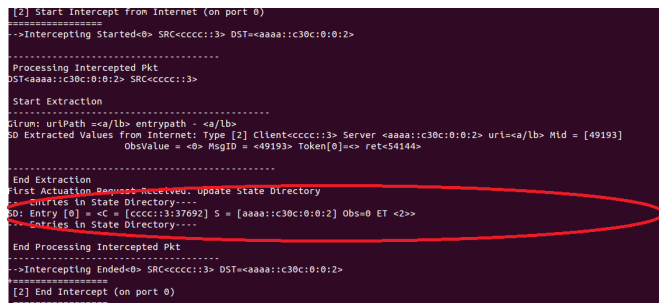 [2] Start Intercept from Internet (on port 0)
=================
-->Intercepting Started<0> SRC<cccc::3> DST=<aaaa::c30c:0:0:2>
--------------------------------------
Processing Intercepted Pkt
DST<aaaa::c30c:0:0:2> SRC<cccc::3>
Start Extraction
-----------------------------------------------
Girum: uriPath =<a/lb> entrypath - <a/lb>
SD Extracted Values from Internet: Type [2] Client<cccc::3> Server <aaaa::c30c:0:0:2> uri=<a/lb> Mid = [49193]
ObsValue = <0> MsgID = <49193> Token[0]=<> ret<54144>
------------------------------------------------
End Extraction
First Actuation Request Received. Update State Directory
-- Entries in State Directory----
SD: Entry [0] = <C = [cccc::3:37692] S = [aaaa::c30c:0:0:2] Obs=0 ET <2>>
-- Entries in State Directory----
End Processing Intercepted Pkt
--------------------------------------
-->Intercepting Ended<0> SRC<cccc::3> DST=<aaaa::c30c:0:0:2>
+=================
[2] End Intercept (on port 0)
=================